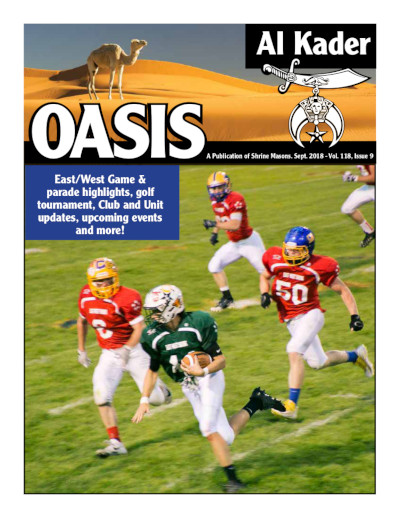 Al Kader
OASIS
A Publication of Shrine Masons. Sept. 2018 - Vol. 118, Issue 9
East/West Game &
parade highlights, golf
tournament, Club and Unit
updates, upcoming events
and more!
50